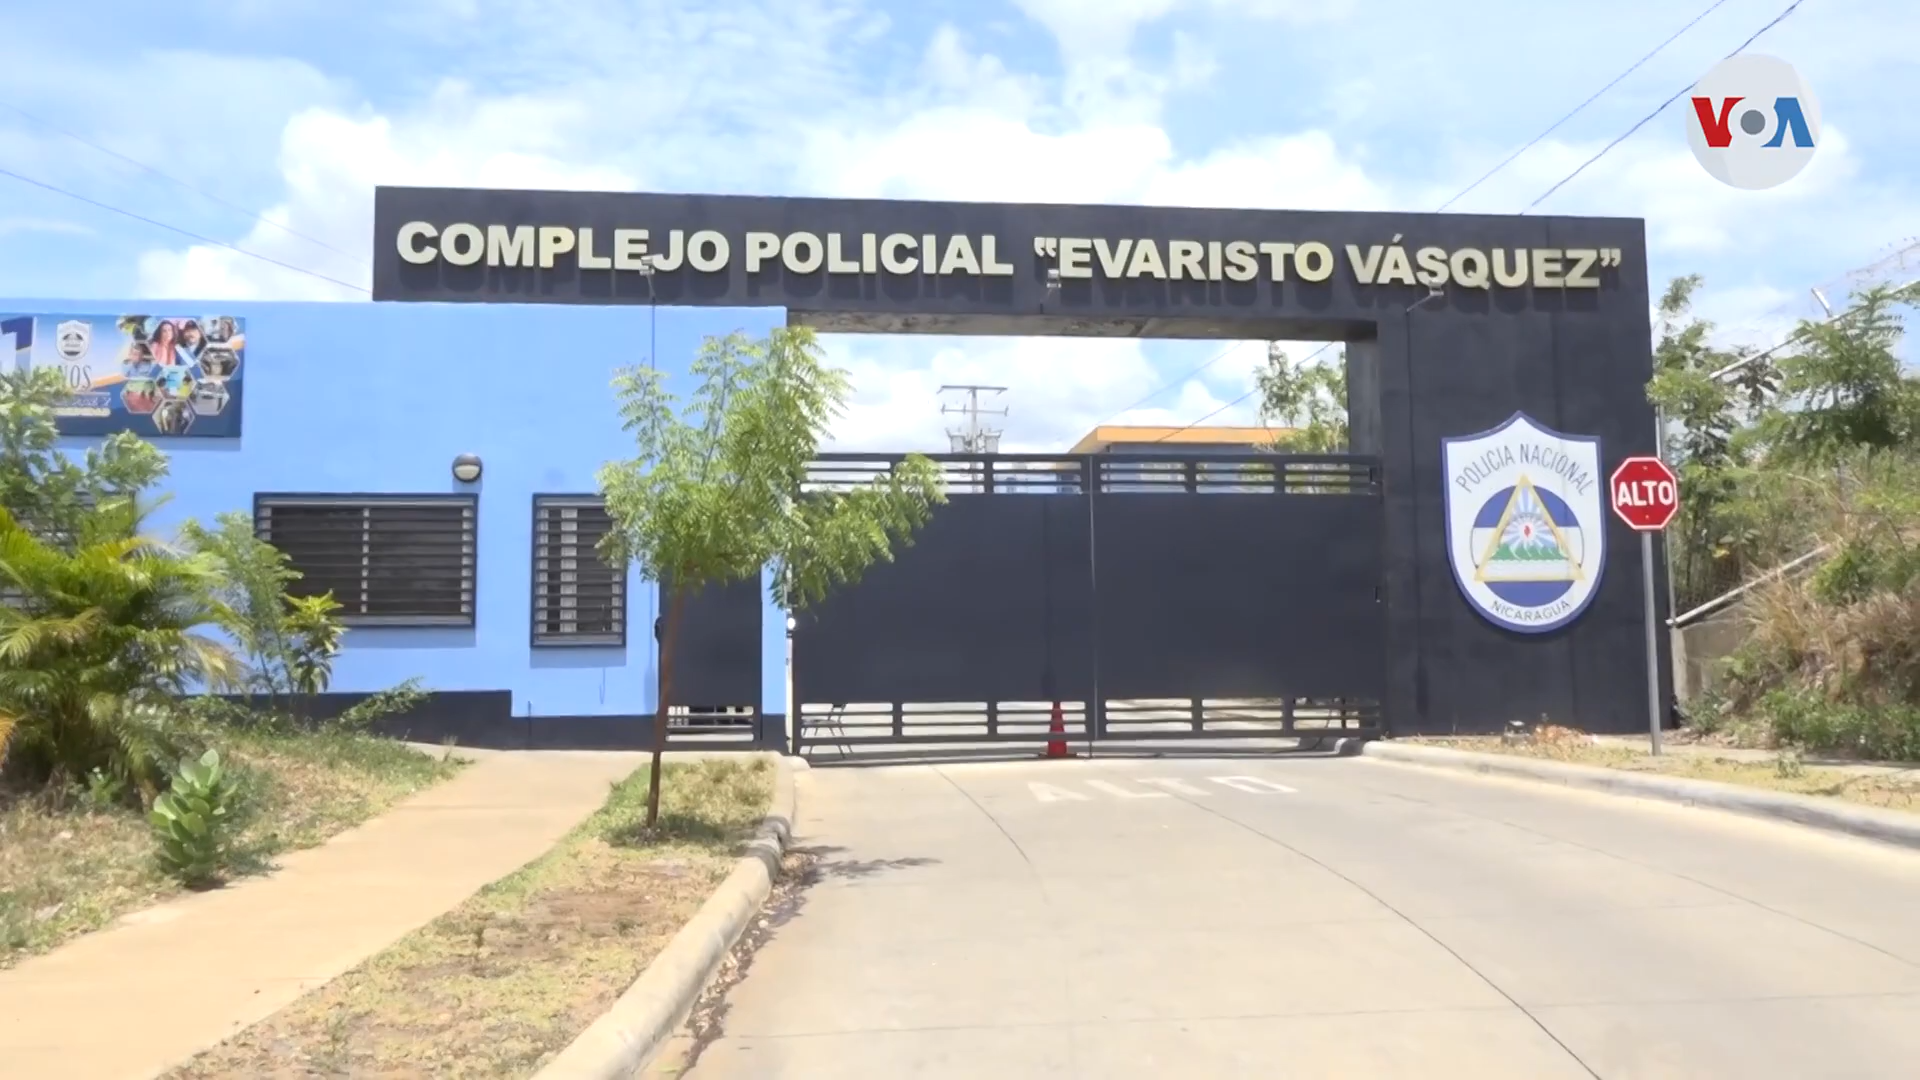 VOA
COMPLEJO POLICIAL "EVARISTO VÁSQUEZ"
POLICIA NACIONAL
NICARAGUA
ALTO
ALTO